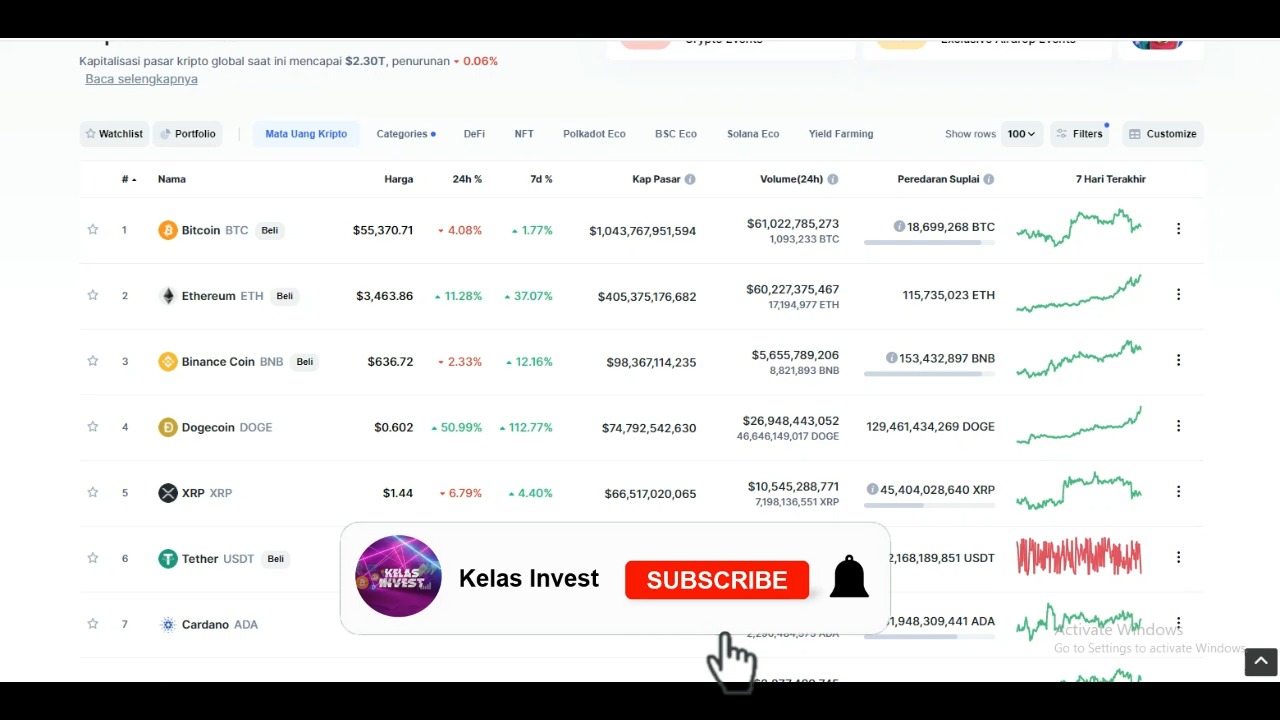 Kapitalisasi pasar kripto global saat ini mencapai $2.30T, penurunan 0.06%
Baca selengkapnya
Watchlist Portfolio Mata Uang Kripto Categories DeFi NFT Polkadot Eco BSC Eco Solana Eco Yield Farming Show rows 100 Filters Customize
# Nama Harga 24h % 7d % Kap Pasar Volume(24h) Peredaran Suplai 7 Hari Terakhir
1 Bitcoin BTC Beli $55,370.71 4.08% 1.77% $1,043,767,951,594 $61,022,785,273 18,699,268 BTC
1,093,233 BTC
2 Ethereum ETH Beli $3,463.86 11.28% 37.07% $405,375,176,682 $60,227,375,467 115,735,023 ETH
17,194,977 ETH
3 Binance Coin BNB Beli $636.72 2.33% 12.16% $98,367,114,235 $5,655,789,206 153,432,897 BNB
8,821,893 BNB
4 Dogecoin DOGE $0.602 50.99% 112.77% $74,792,542,630 $26,948,443,052 129,461,434,269 DOGE
46,646,149,017 DOGE
5 XRP XRP $1.44 6.79% 4.40% $66,517,020,065 $10,545,288,771 45,404,028,640 XRP
7,198,136,551 XRP
6 Tether USDT Beli 2,168,189,851 USDT
KELAS INVEST
Kelas Invest SUBSCRIBE
7 Cardano ADA 1,948,309,441 ADA
Activate Windows
Go to Settings to activate Windows.